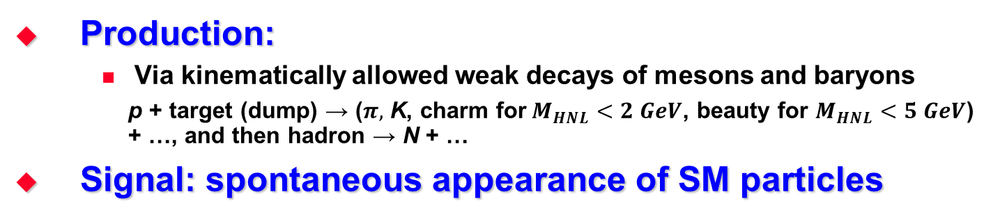 Production:
Via kinematically allowed weak decays of mesons and baryons
p + target (dump) → (π, K, charm for M_HNL < 2 GeV, beauty for M_HNL < 5 GeV)
+ …, and then hadron → N + …
Signal: spontaneous appearance of SM particles